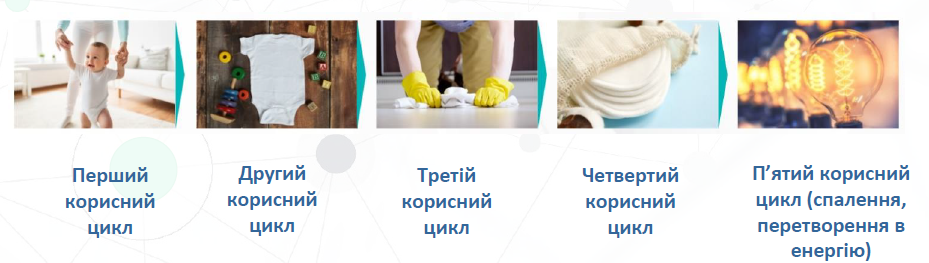 Перший
корисний
цикл
Другий
корисний
цикл
Третій
корисний
цикл
Четвертий
корисний
цикл
П’ятий корисний
цикл (спалення,
перетворення в
енергію)